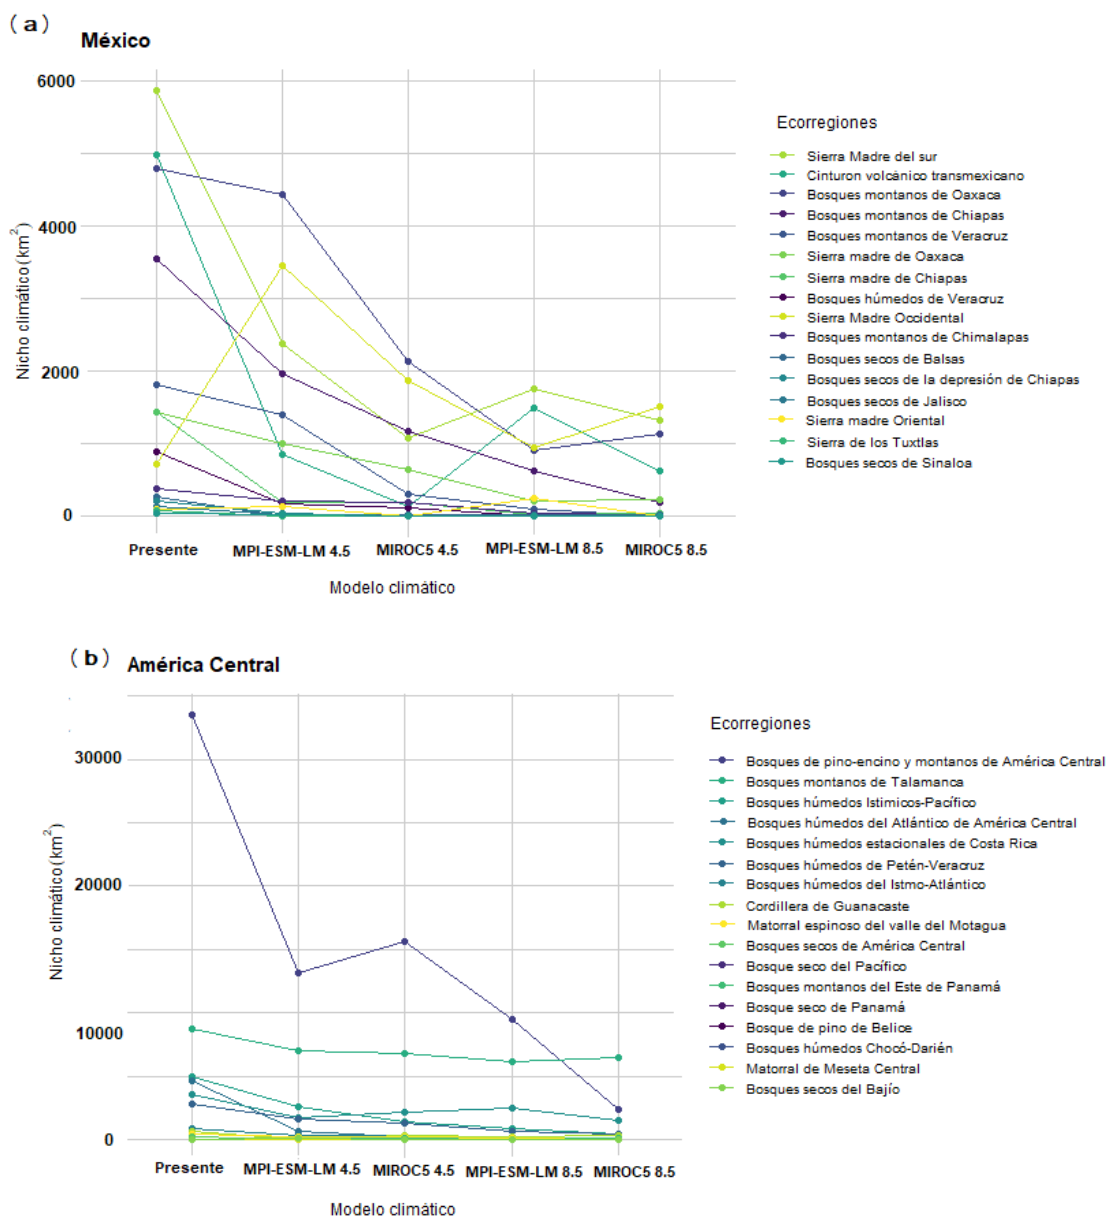 (a)
México
6000
4000
2000
0
Nicho climático(km²)
Presente
MPI-ESM-LM 4.5
MIROC5 4.5
MPI-ESM-LM 8.5
MIROC5 8.5
Modelo climático
Ecorregiones
Sierra Madre del sur
Cinturon volcánico transmexicano
Bosques montanos de Oaxaca
Bosques montanos de Chiapas
Bosques montanos de Veracruz
Sierra madre de Oaxaca
Sierra madre de Chiapas
Bosques húmedos de Veracruz
Sierra Madre Occidental
Bosques montanos de Chimalapas
Bosques secos de Balsas
Bosques secos de la depresión de Chiapas
Bosques secos de Jalisco
Sierra madre Oriental
Sierra de los Tuxtlas
Bosques secos de Sinaloa
(b)
América Central
30000
20000
10000
0
Nicho climático(km²)
Presente
MPI-ESM-LM 4.5
MIROC5 4.5
MPI-ESM-LM 8.5
MIROC5 8.5
Modelo climático
Ecorregiones
Bosques de pino-encino y montanos de América Central
Bosques montanos de Talamanca
Bosques húmedos Istimicos-Pacífico
Bosques húmedos del Atlántico de América Central
Bosques húmedos estacionales de Costa Rica
Bosques húmedos de Petén-Veracruz
Bosques húmedos del Istmo-Atlántico
Cordillera de Guanacaste
Matorral espinoso del valle del Motagua
Bosques secos de América Central
Bosque seco del Pacífico
Bosques montanos del Este de Panamá
Bosque seco de Panamá
Bosque de pino de Belice
Bosques húmedos Chocó-Darién
Matorral de Meseta Central
Bosques secos del Bajío